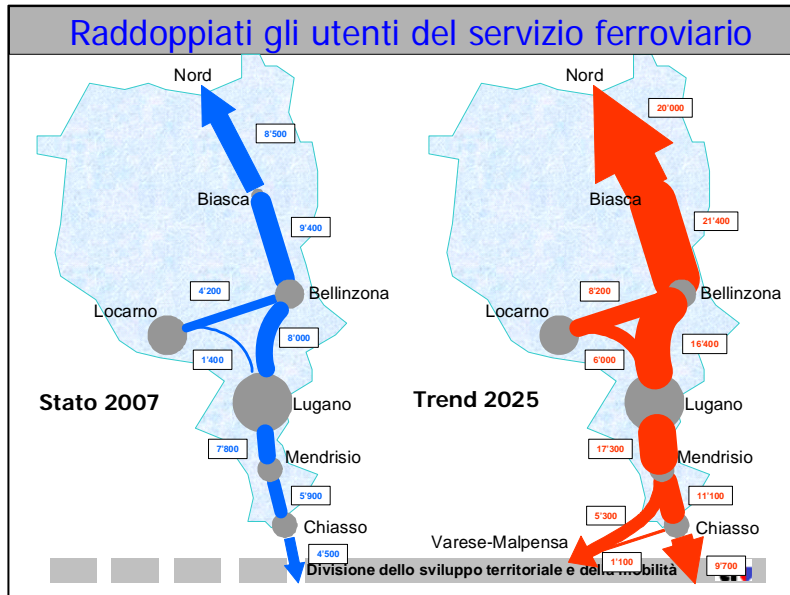 Raddoppiati gli utenti del servizio ferroviario
Nord
8'500
Biasca
9'400
4'200
Bellinzona
Locarno
8'000
1'400
Stato 2007
Lugano
7'800
Mendrisio
5'900
Chiasso
4'500
Nord
20'000
Biasca
21'400
8'200
Bellinzona
Locarno
16'400
6'000
Trend 2025
Lugano
17'300
Mendrisio
11'100
5'300
Chiasso
Varese-Malpensa
1'100
9'700
Divisione dello sviluppo territoriale e della mobilità